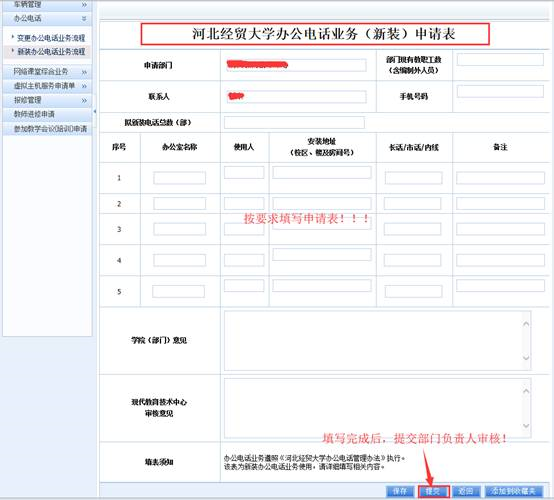 车辆管理
办公电话
变更办公电话业务流程
新装办公电话业务流程
网络课堂综合业务
虚拟主机服务申请单
报修管理
教师进修申请
参加教学会议(培训)申请
河北经贸大学办公电话业务（新装）申请表
申请部门
部门现有教职工数
（含编制外人员）
联系人
手机号码
拟新装电话总数（部）
序号
办公室名称
使用人
安装地址
（校区、楼及房间号）
长话/市话/内线
备注
1
2
3
4
5
按要求填写申请表！！！
学院（部门）意见
现代教育技术中心
审核意见
填写完成后，提交部门负责人审核！
填表须知
办公电话业务遵照《河北经贸大学办公电话管理办法》执行。
该表为新装办公电话业务使用，请详细填写相关内容。
保存
提交
返回
添加到收藏夹